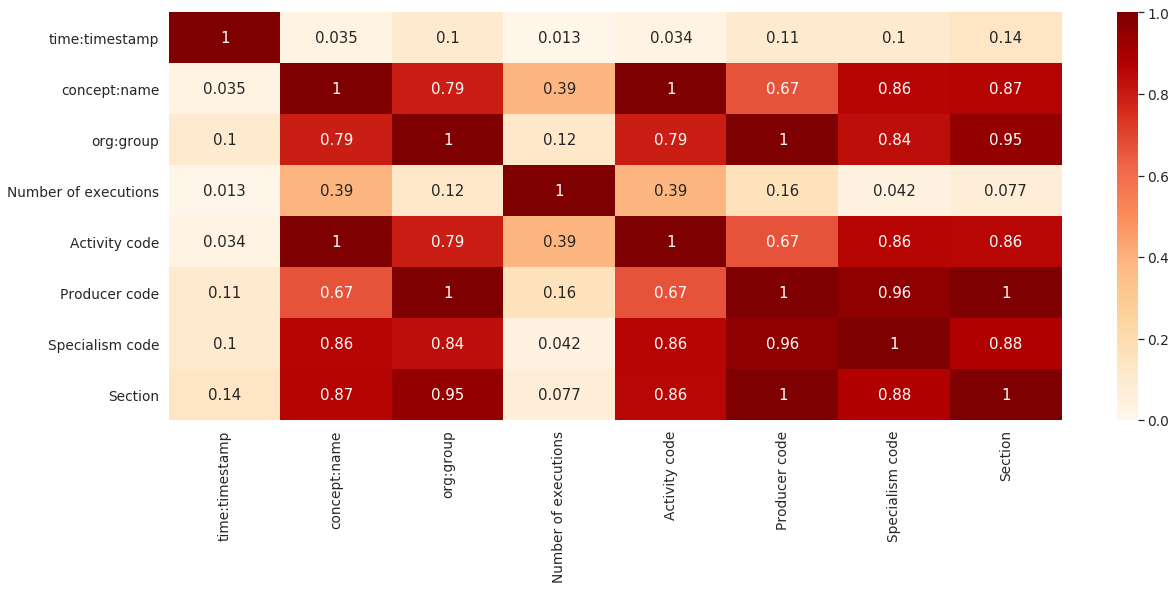 time:timestamp 1 0.035 0.1 0.013 0.034 0.11 0.1 0.14
concept:name 0.035 1 0.79 0.39 1 0.67 0.86 0.87
org:group 0.1 0.79 1 0.12 0.79 1 0.84 0.95
Number of executions 0.013 0.39 0.12 1 0.39 0.16 0.042 0.077
Activity code 0.034 1 0.79 0.39 1 0.67 0.86 0.86
Producer code 0.11 0.67 1 0.16 0.67 1 0.96 1
Specialism code 0.1 0.86 0.84 0.042 0.86 0.96 1 0.88
Section 0.14 0.87 0.95 0.077 0.86 1 0.88 1
time:timestamp
concept:name
org:group
Number of executions
Activity code
Producer code
Specialism code
Section
1.0
0.8
0.6
0.4
0.2
0.0